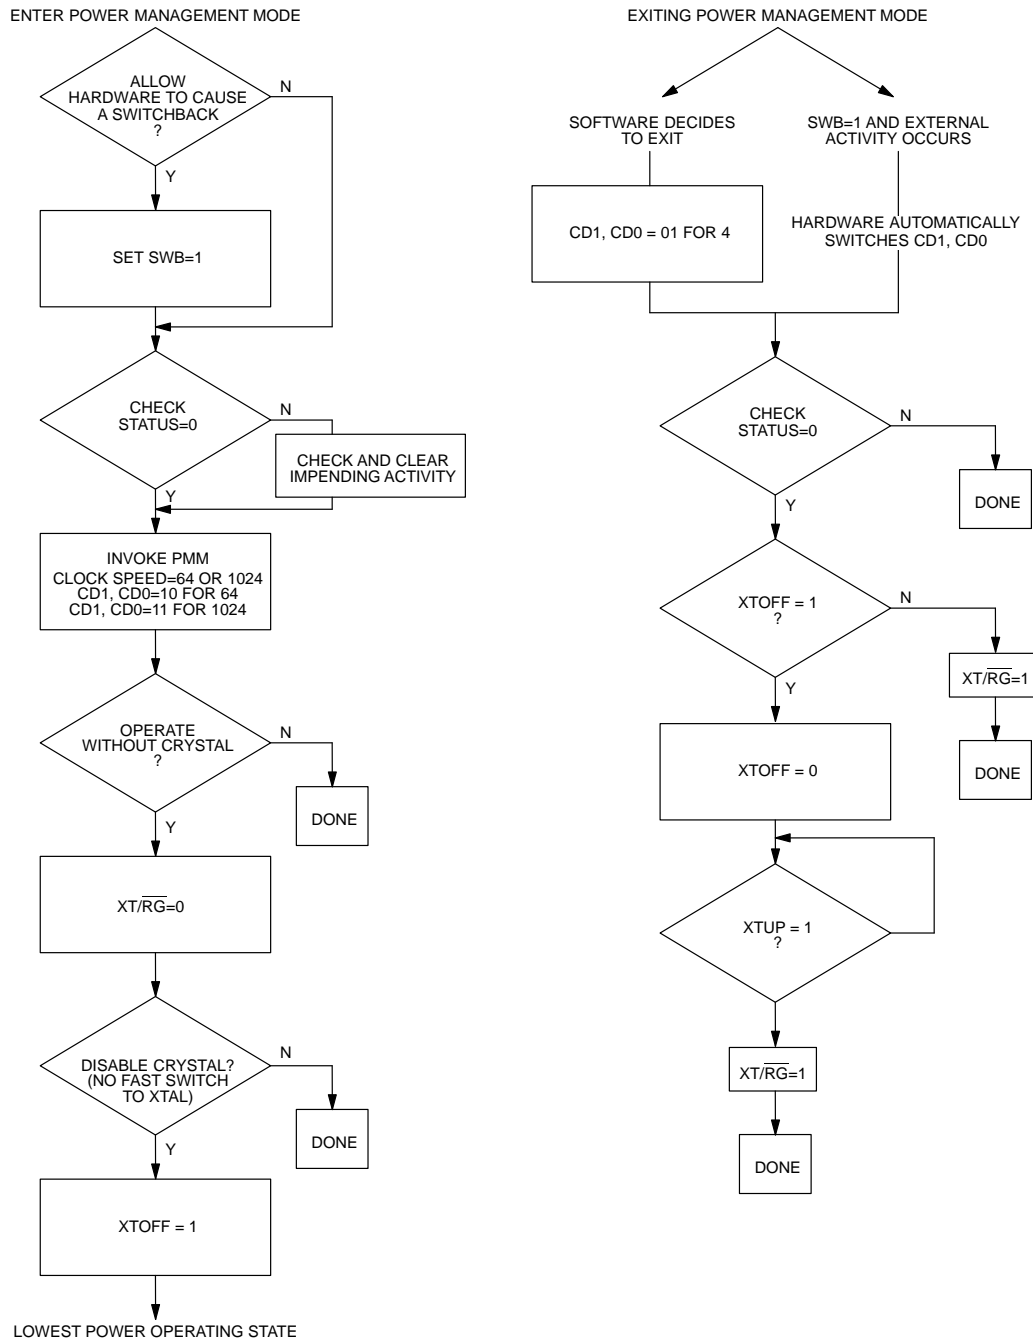 ENTER POWER MANAGEMENT MODE
ALLOW
HARDWARE TO CAUSE
A SWITCHBACK
?
N
Y
SET SWB=1
CHECK
STATUS=0
N
CHECK AND CLEAR
IMPENDING ACTIVITY
Y
INVOKE PMM
CLOCK SPEED=64 OR 1024
CD1, CD0=10 FOR 64
CD1, CD0=11 FOR 1024
OPERATE
WITHOUT CRYSTAL
?
N
DONE
Y
XT/R̅G̅=0
DISABLE CRYSTAL?
(NO FAST SWITCH
TO XTAL)
N
DONE
Y
XTOFF = 1
LOWEST POWER OPERATING STATE
EXITING POWER MANAGEMENT MODE
SOFTWARE DECIDES
TO EXIT
SWB=1 AND EXTERNAL
ACTIVITY OCCURS
CD1, CD0 = 01 FOR 4
HARDWARE AUTOMATICALLY
SWITCHES CD1, CD0
CHECK
STATUS=0
N
DONE
Y
XTOFF = 1
?
N
XT/R̅G̅=1
DONE
Y
XTOFF = 0
XTUP = 1
?
XT/R̅G̅=1
DONE